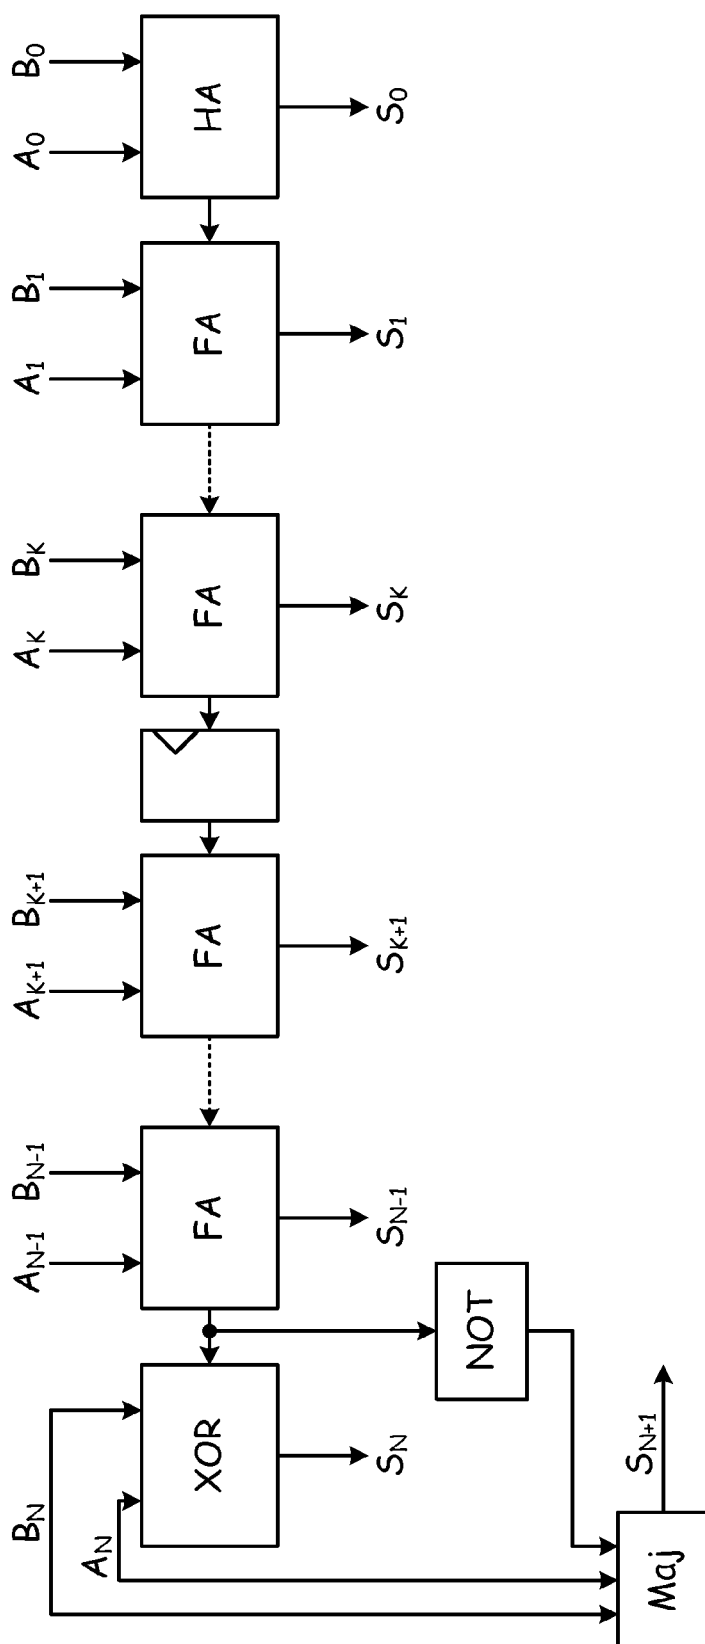 B0
A0
HA
S0
B1
A1
FA
S1
BK
AK
FA
SK
BK+1
AK+1
FA
SK+1
BN-1
AN-1
FA
SN-1
NOT
BN
AN
XOR
SN
SN+1
Maj